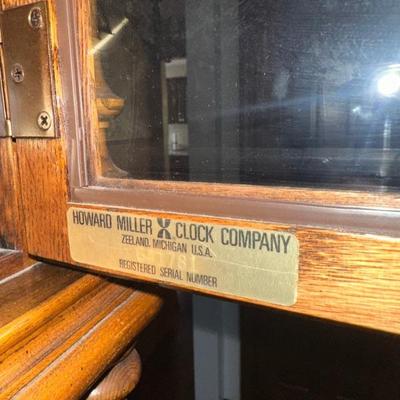 HOWARD MILLER CLOCK COMPANY
ZEELAND, MICHIGAN U.S.A.
REGISTERED SERIAL NUMBER